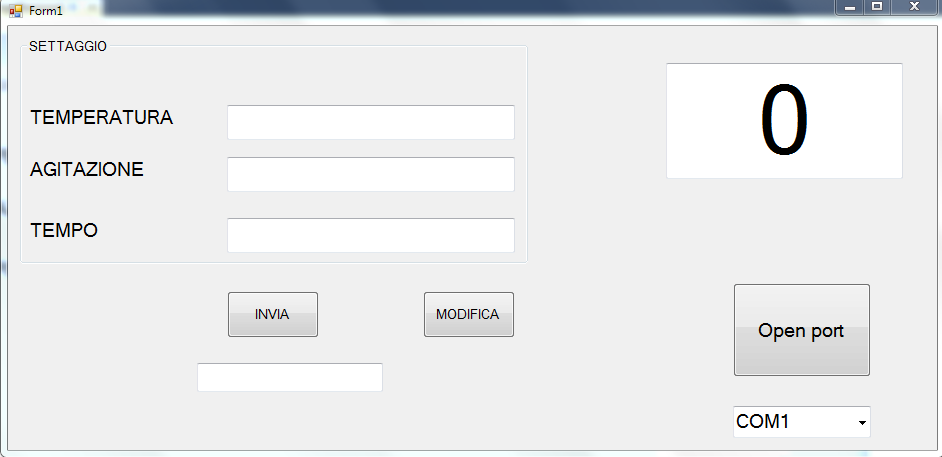 Form1
SETTAGGIO
TEMPERATURA
AGITAZIONE
TEMPO
0
INVIA
MODIFICA
Open port
COM1